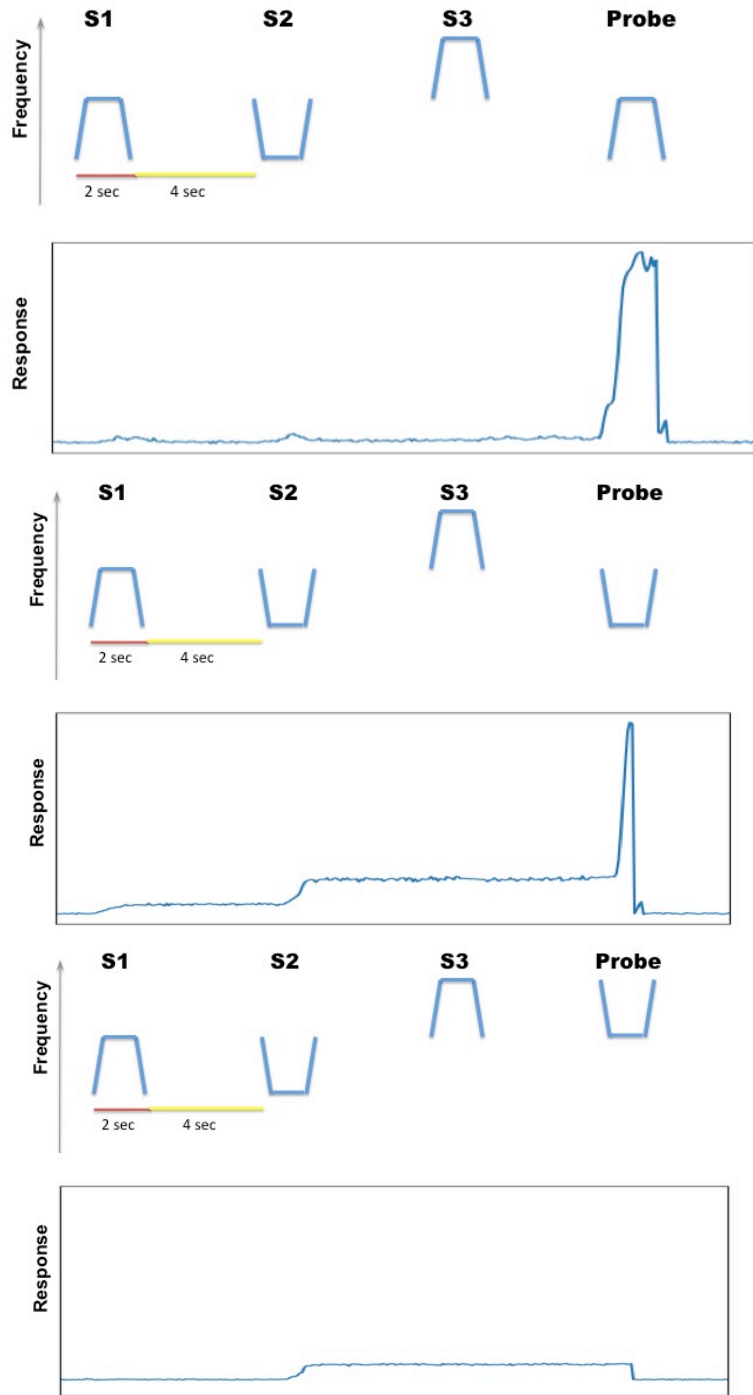 S1 S2 S3 Probe
Frequency
2 sec 4 sec
Response
S1 S2 S3 Probe
Frequency
2 sec 4 sec
Response
S1 S2 S3 Probe
Frequency
2 sec 4 sec
Response